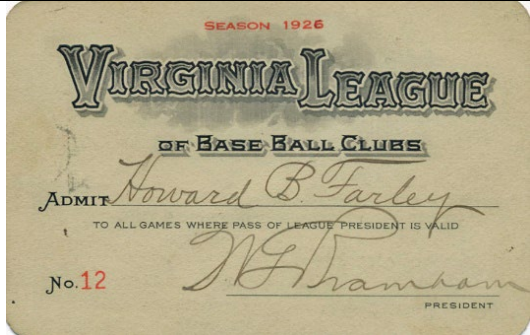 SEASON 1926
VIRGINIA LEAGUE
OF BASE BALL CLUBS
ADMIT Howard B. Farley
TO ALL GAMES WHERE PASS OF LEAGUE PRESIDENT IS VALID
W G Bramham
No. 12
PRESIDENT